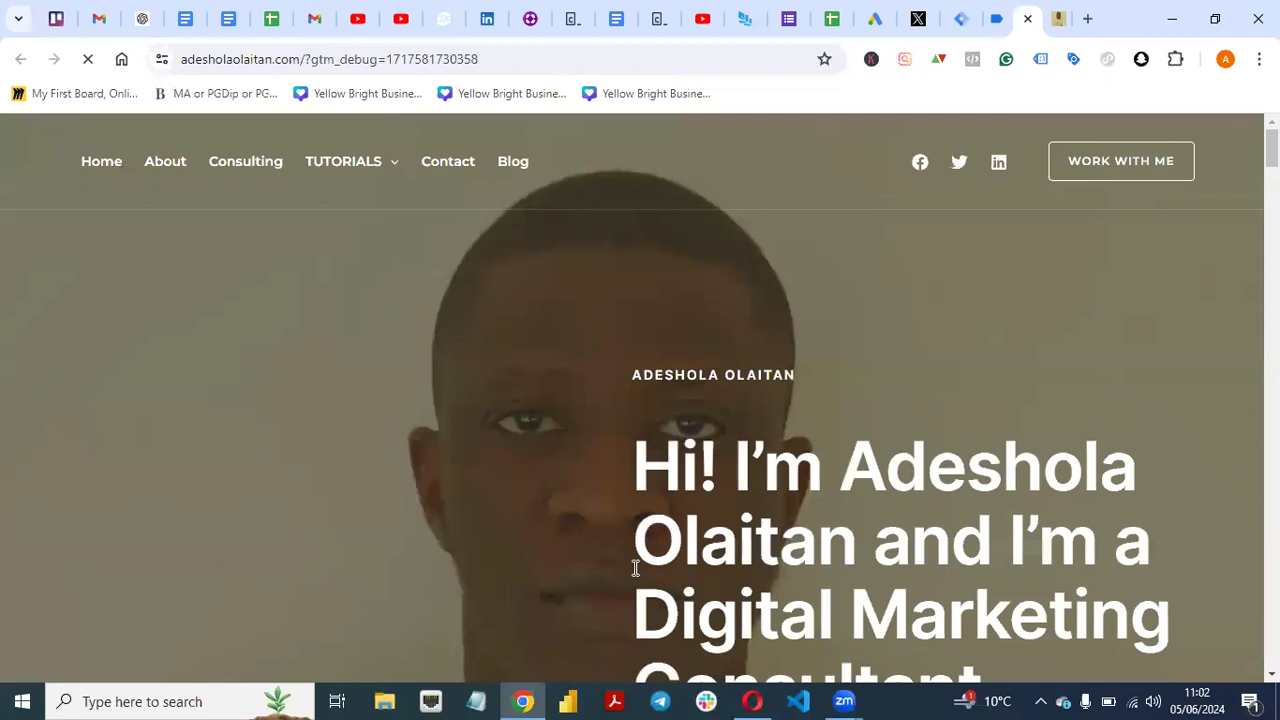 adesholaolaitan.com/?gtm_debug=1717581730358
A
My First Board, Onli...
MA or PGDip or PG...
Yellow Bright Busine...
Yellow Bright Busine...
Yellow Bright Busine...
Home
About
Consulting
TUTORIALS
Contact
Blog
WORK WITH ME
ADESHOLA OLAITAN
Hi! I’m Adeshola
Olaitan and I’m a
Digital Marketing
Consultant
Type here to search
10°C
11:02
05/06/2024